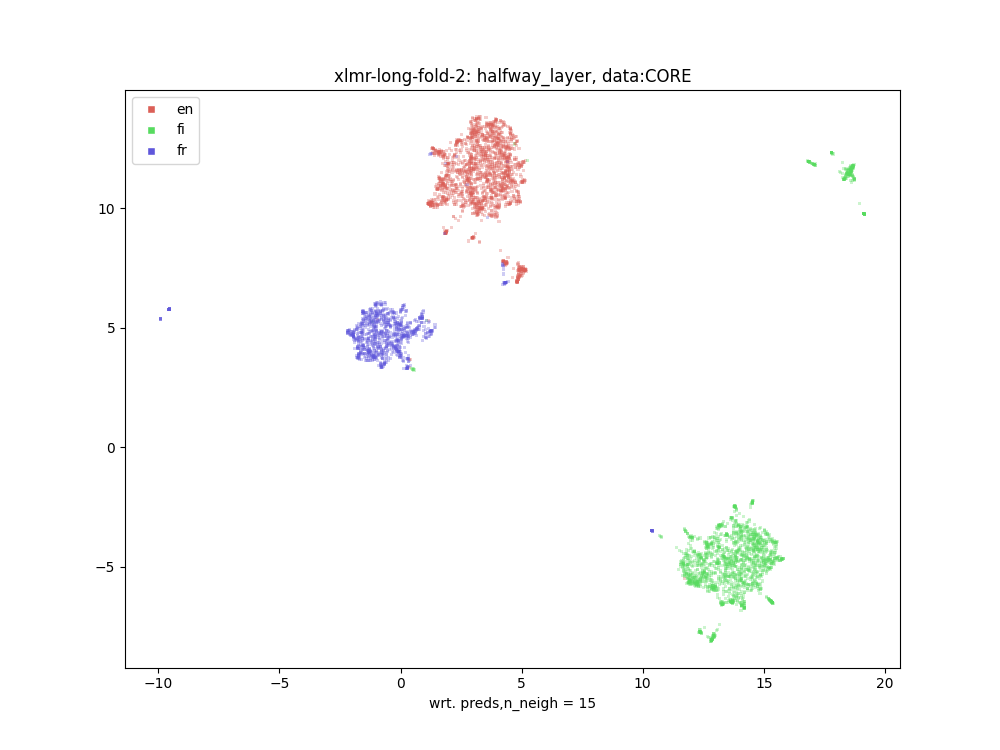 xlmr-long-fold-2: halfway_layer, data:CORE
en
fi
fr
10
5
0
−5
−10
−5
0
5
10
15
20
wrt. preds,n_neigh = 15